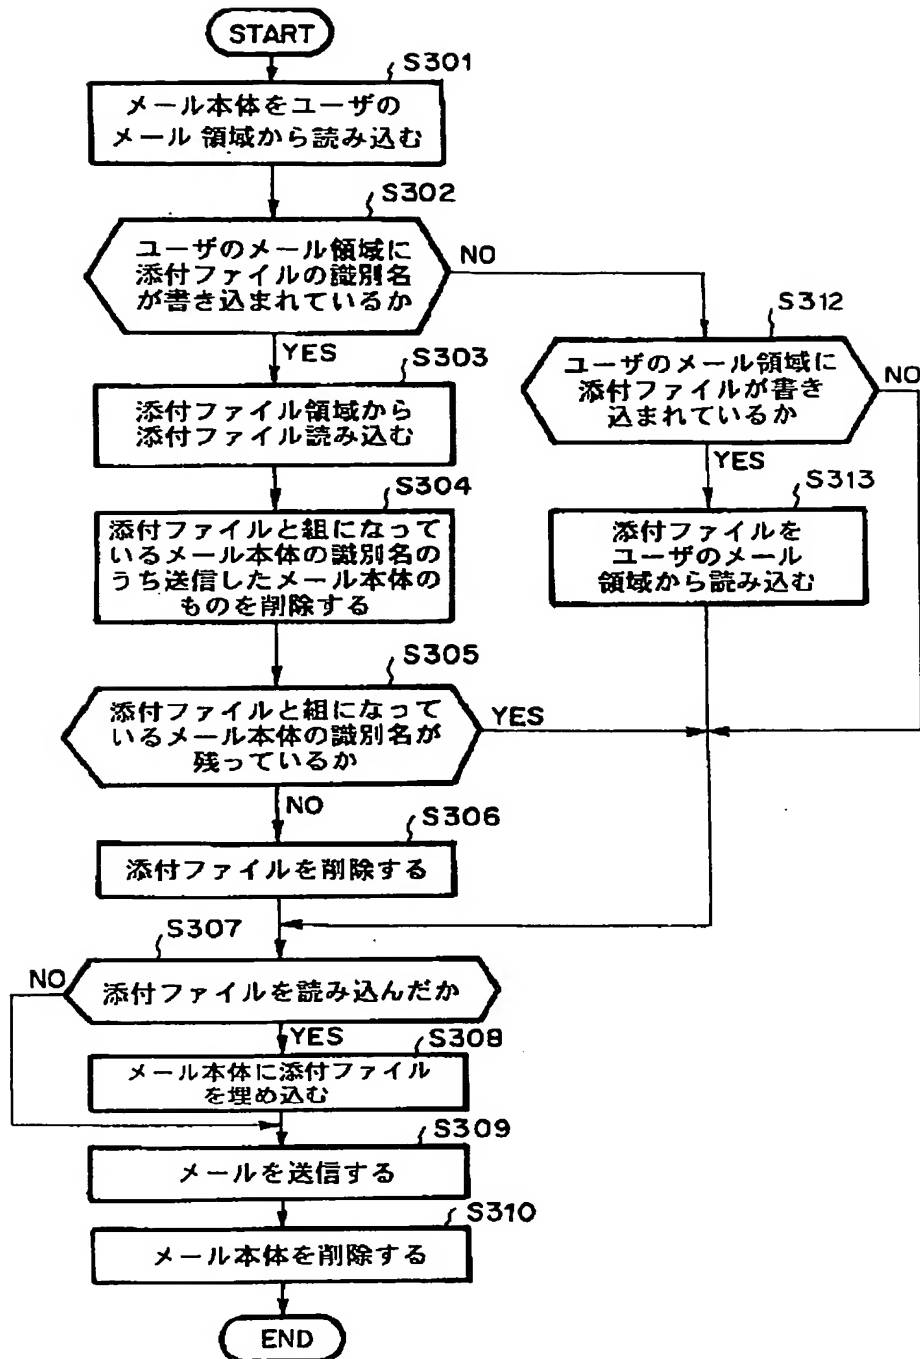 START
S301
メール本体をユーザの
メール領域から読み込む
S302
ユーザのメール領域に
添付ファイルの識別名
が書き込まれているか
NO
YES
S303
添付ファイル領域から
添付ファイル読み込む
S304
添付ファイルと組になって
いるメール本体の識別名の
うち送信したメール本体の
ものを削除する
S305
添付ファイルと組になって
いるメール本体の識別名が
残っているか
YES
NO
S306
添付ファイルを削除する
S312
ユーザのメール領域に
添付ファイルが書き
込まれているか
NO
YES
S313
添付ファイルを
ユーザのメール
領域から読み込む
S307
添付ファイルを読み込んだか
NO
YES
S308
メール本体に添付ファイル
を埋め込む
S309
メールを送信する
S310
メール本体を削除する
END